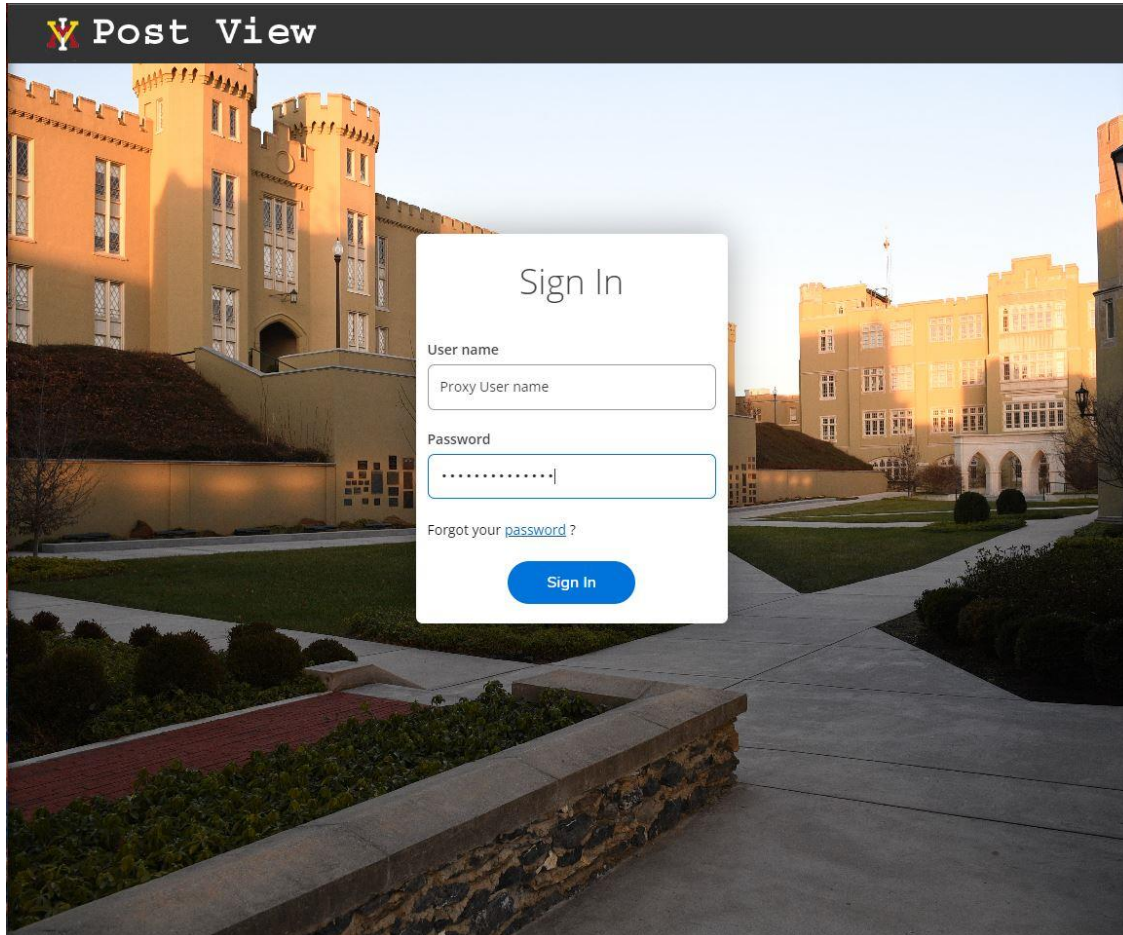 Post View
Sign In
User name
Proxy User name
Password
••••••••••••••
Forgot your password ?
Sign In